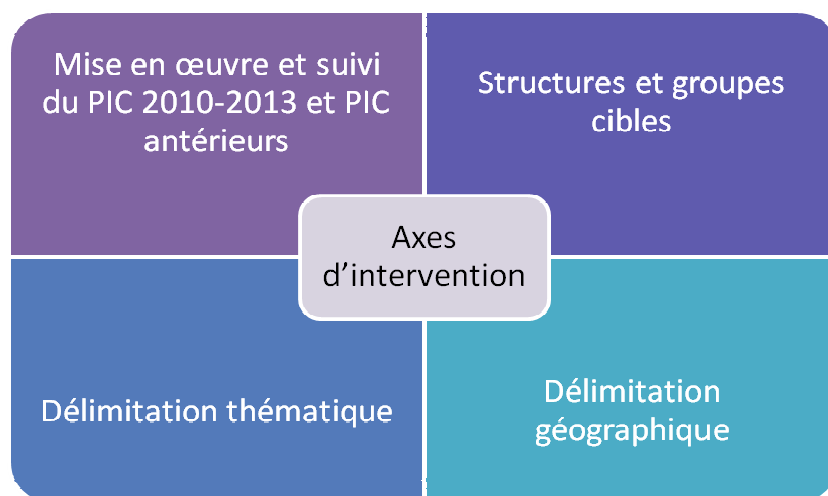 Mise en œuvre et suivi
du PIC 2010-2013 et PIC
antérieurs
Structures et groupes
cibles
Axes
d’intervention
Délimitation thématique
Délimitation
géographique